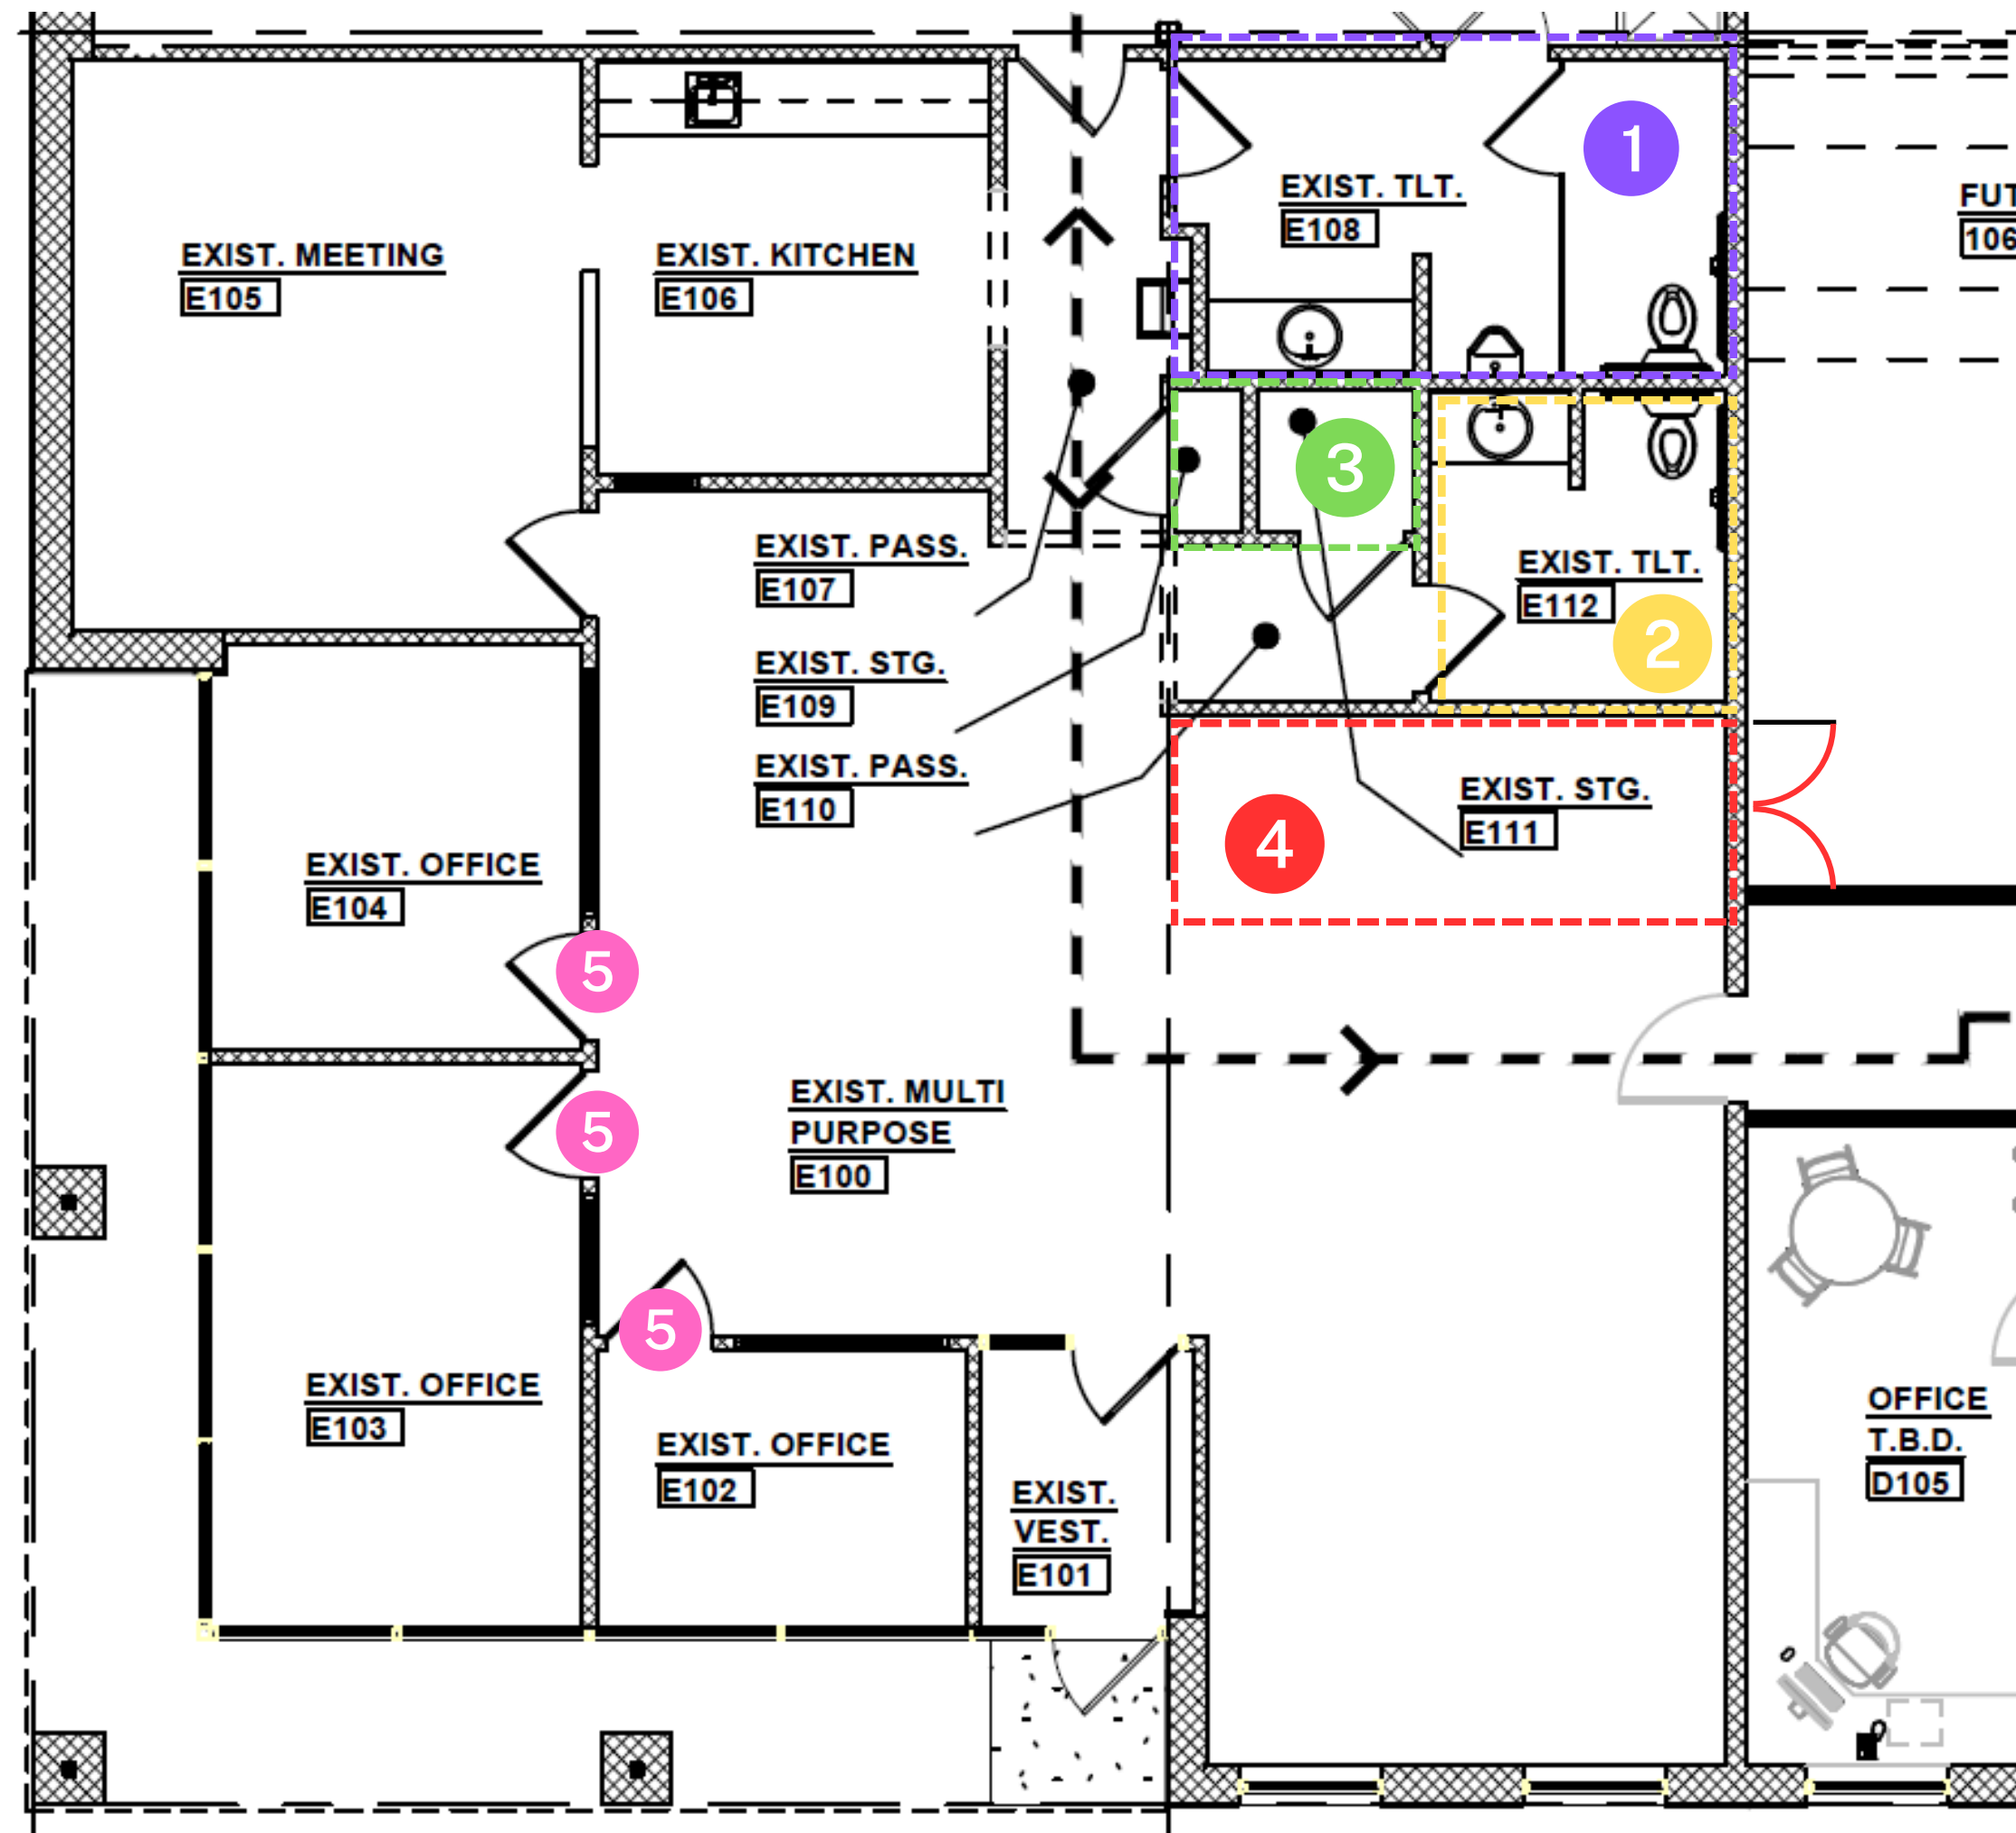 1
EXIST. TLT.
E108
FUT
106
EXIST. MEETING
E105
EXIST. KITCHEN
E106
3
EXIST. PASS.
E107
EXIST. TLT.
E112
2
EXIST. STG.
E109
EXIST. PASS.
E110
EXIST. STG.
E111
4
EXIST. OFFICE
E104
5
5
EXIST. MULTI
PURPOSE
E100
5
EXIST. OFFICE
E103
EXIST. OFFICE
E102
EXIST.
VEST.
E101
OFFICE
T.B.D.
D105